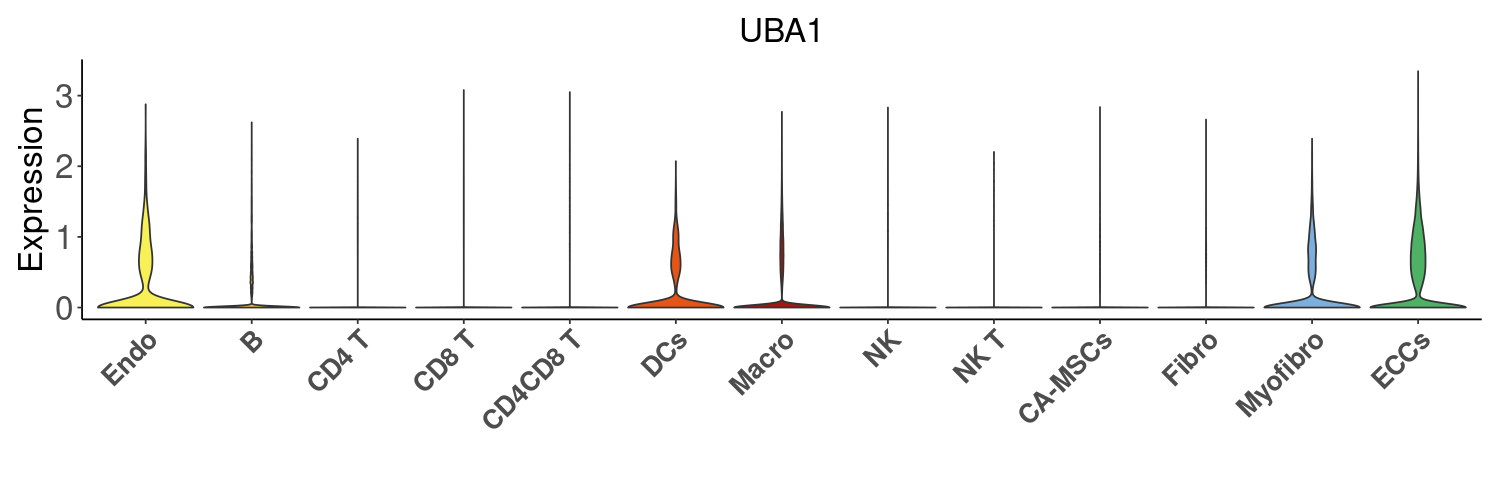 UBA1
Expression
3
2
1
0
Endo
B
CD4 T
CD8 T
CD4CD8 T
DCs
Macro
NK
NK T
CA-MSCs
Fibro
Myofibro
ECCs